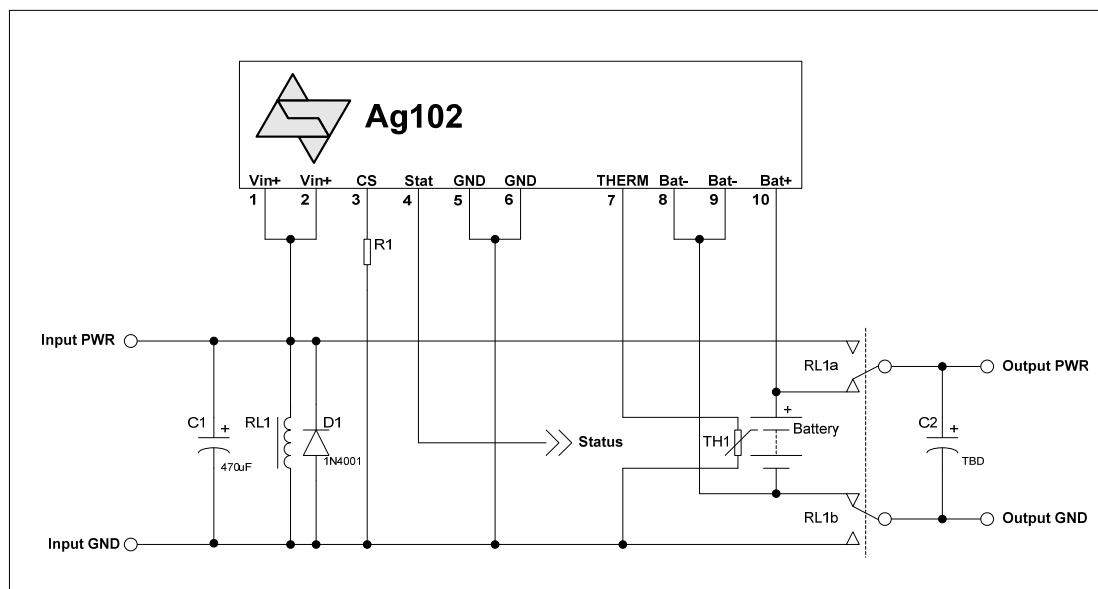 Ag102
Vin+ Vin+ CS Stat GND GND THERM Bat- Bat- Bat+
1 2 3 4 5 6 7 8 9 10
R1
Input PWR
RL1a
Output PWR
C1 + RL1 D1 + C2 +
TH1 Battery
Status
470uF 1N4001 TBD
RL1b
Output GND
Input GND